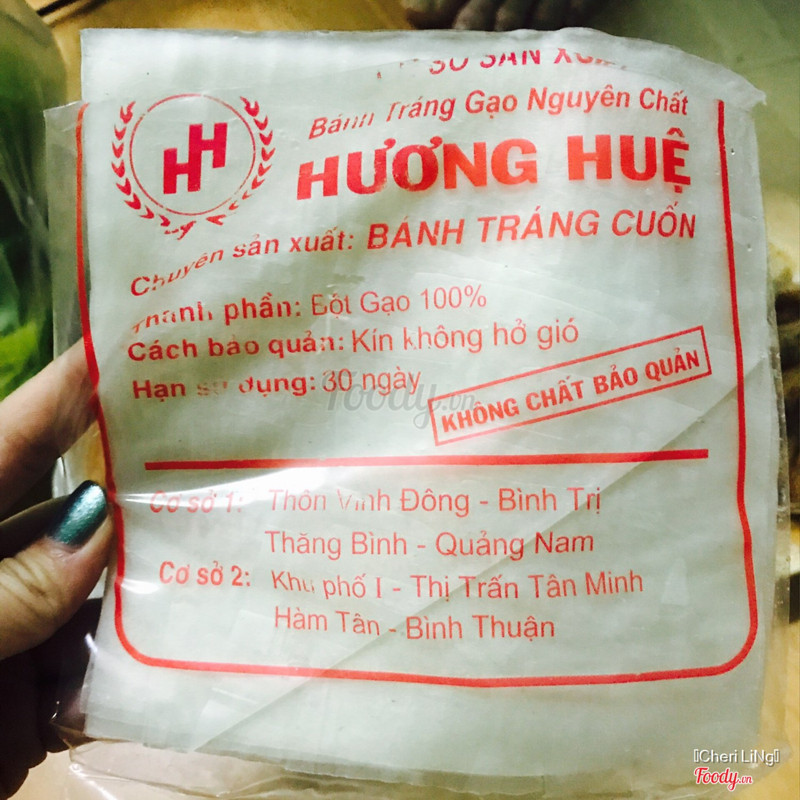 SỞ SẢN XUẤT
Bánh Tráng Gạo Nguyên Chất
HH
HƯƠNG HUỆ
Chuyên sản xuất: BÁNH TRÁNG CUỐN
Thành phần: Bột Gạo 100%
Cách bảo quản: Kín không hở gió
Hạn sử dụng: 30 ngày
KHÔNG CHẤT BẢO QUẢN
Cơ sở 1: Thôn Vinh Đông - Bình Trị
Thăng Bình - Quảng Nam
Cơ sở 2: Khu phố I - Thị Trấn Tân Minh
Hàm Tân - Bình Thuận
foody.vn
Cheri LiNg
Foody.vn